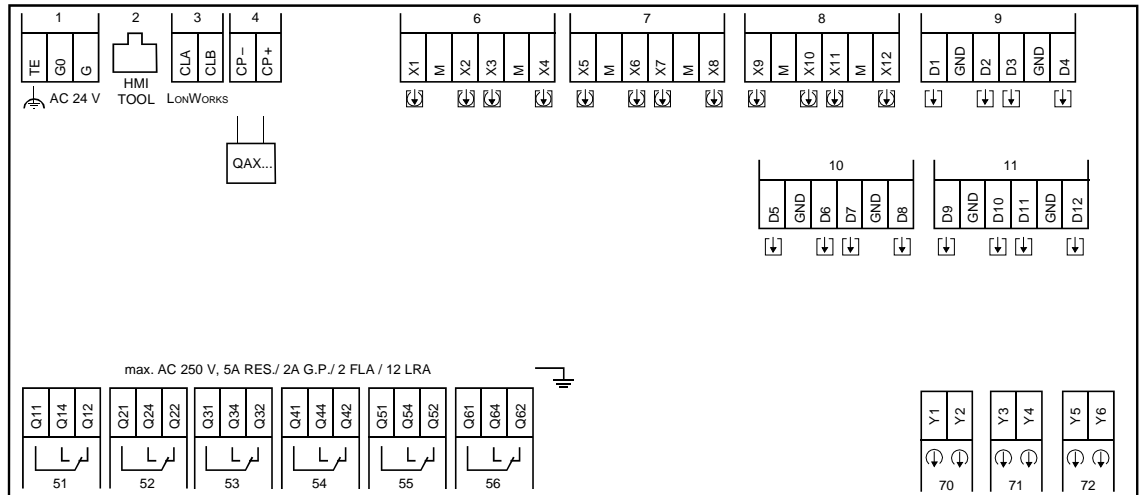 1 2 3 4 6 7 8 9
TE G0 G CLA CLB CP− CP+ X1 M X2 X3 M X4 X5 M X6 X7 M X8 X9 M X10 X11 M X12 D1 GND D2 D3 GND D4
AC 24 V HMI TOOL LONWORKS
QAX...
10 11
D5 GND D6 D7 GND D8 D9 GND D10 D11 GND D12
max. AC 250 V, 5A RES./ 2A G.P./ 2 FLA / 12 LRA
Q11 Q14 Q12 Q21 Q24 Q22 Q31 Q34 Q32 Q41 Q44 Q42 Q51 Q54 Q52 Q61 Q64 Q62 Y1 Y2 Y3 Y4 Y5 Y6
51 52 53 54 55 56 70 71 72